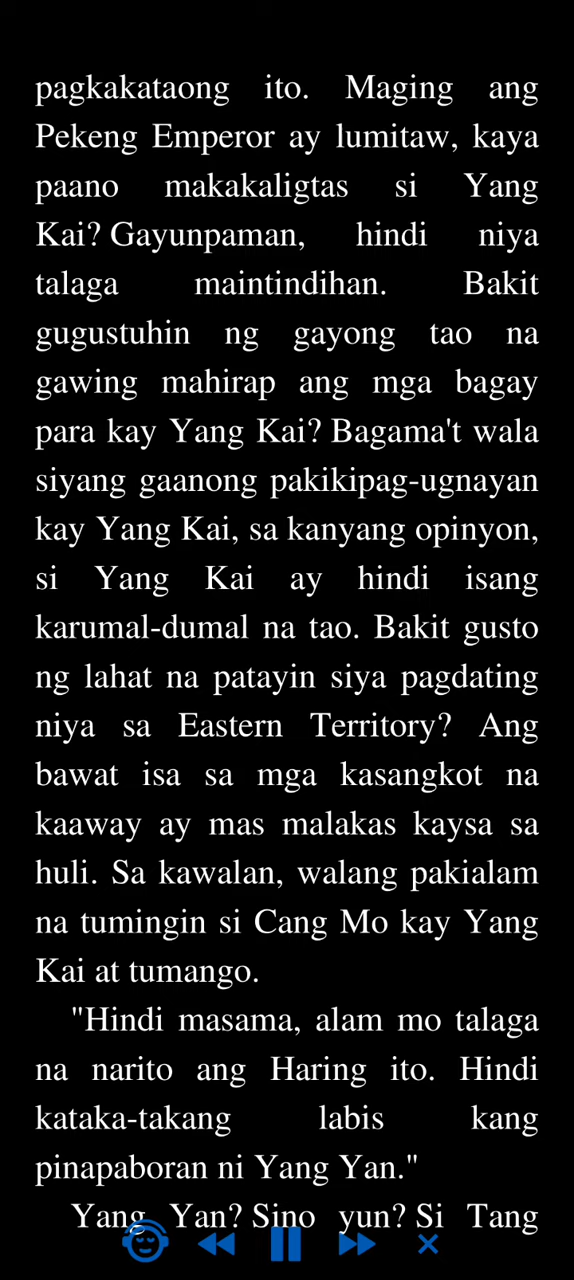 pagkakataong ito. Maging ang
Pekeng Emperor ay lumitaw, kaya
paano makakaligtas si Yang
Kai? Gayunpaman, hindi niya
talaga maintindihan. Bakit
gugustuhin ng gayong tao na
gawing mahirap ang mga bagay
para kay Yang Kai? Bagama't wala
siyang gaanong pakikipag-ugnayan
kay Yang Kai, sa kanyang opinyon,
si Yang Kai ay hindi isang
karumal-dumal na tao. Bakit gusto
ng lahat na patayin siya pagdating
niya sa Eastern Territory? Ang
bawat isa sa mga kasangkot na
kaaway ay mas malakas kaysa sa
huli. Sa kawalan, walang pakialam
na tumingin si Cang Mo kay Yang
Kai at tumango.
"Hindi masama, alam mo talaga
na narito ang Haring ito. Hindi
kataka-takang labis kang
pinapaboran ni Yang Yan."
Yang Yan? Sino yun? Si Tang